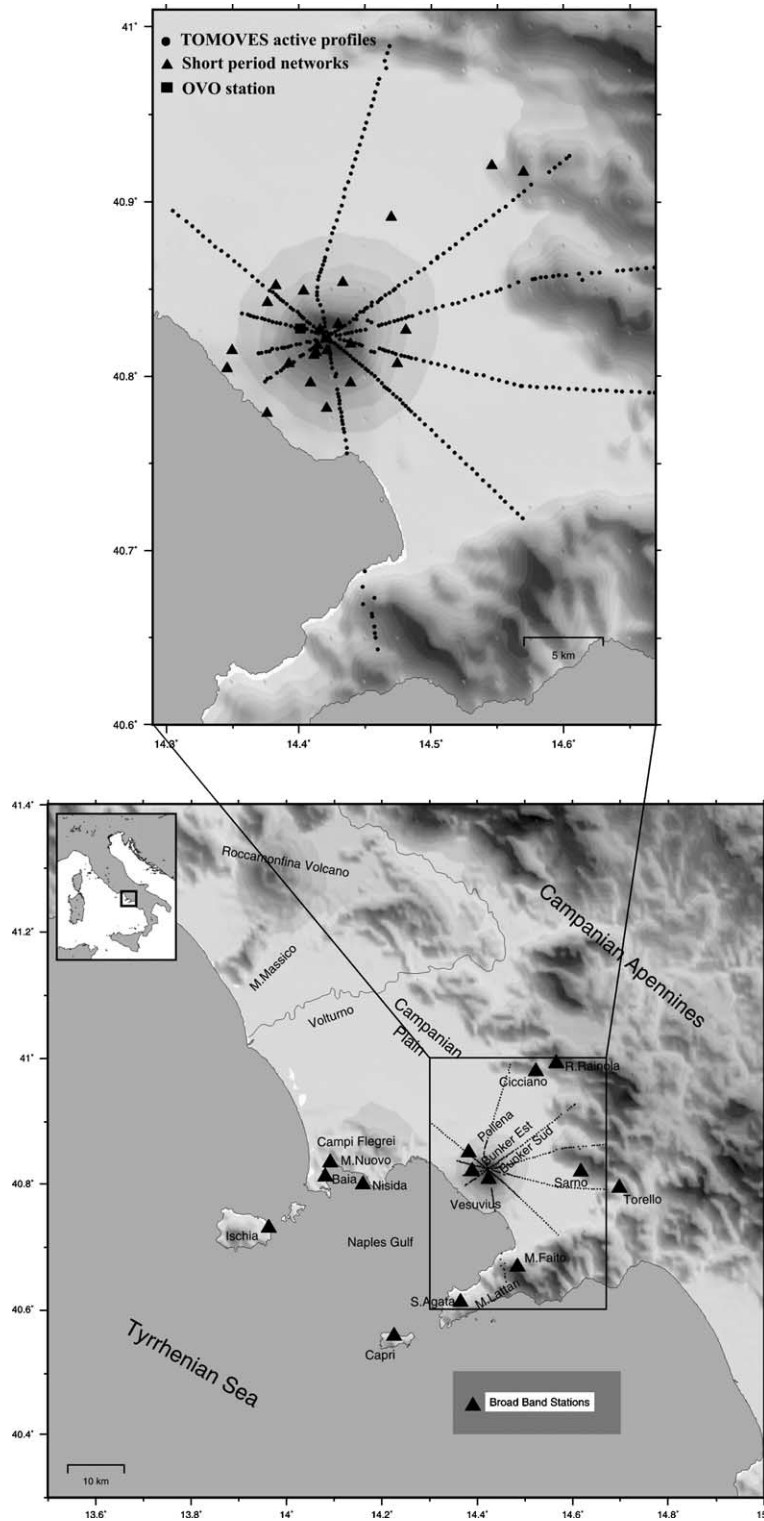 41°
TOMOVES active profiles
Short period networks
OVO station
40.9°
40.8°
40.7°
40.6°
5 km
14.3°
14.4°
14.5°
14.6°
41.4°
41.2°
41°
40.8°
40.6°
40.4°
Roccamonfina Volcano
M.Massico
Volturno
Campanian
Plain
Campanian Apennines
R.Rainola
Cicciano
Pollena
Bunker Est
Bunker Sud
Campi Flegrei
M.Nuovo
Baia
Nisida
Sarno
Torello
Vesuvius
Ischia
Naples Gulf
M.Faito
S.Agata
M.Lattari
Capri
Tyrrhenian Sea
Broad Band Stations
10 km
13.6°
13.8°
14°
14.2°
14.4°
14.6°
14.8°
15